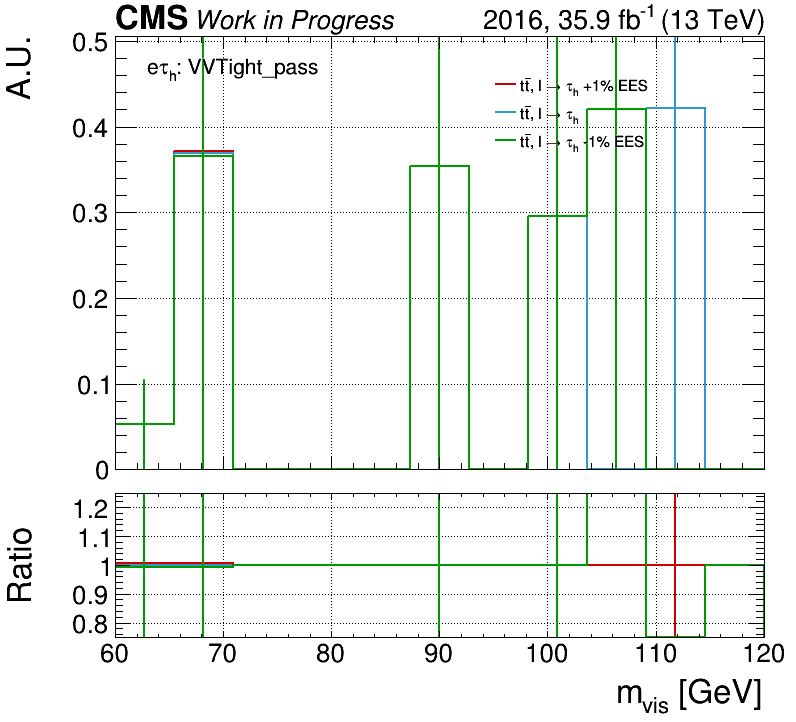 CMS Work in Progress 2016, 35.9 fb⁻¹ (13 TeV)
A.U.
eτₕ: VVTight_pass
tt̄, l → τₕ +1% EES
tt̄, l → τₕ
tt̄, l → τₕ -1% EES
0.5
0.4
0.3
0.2
0.1
0
Ratio
1.2
1.1
1
0.9
0.8
60 70 80 90 100 110 120
m_vis [GeV]